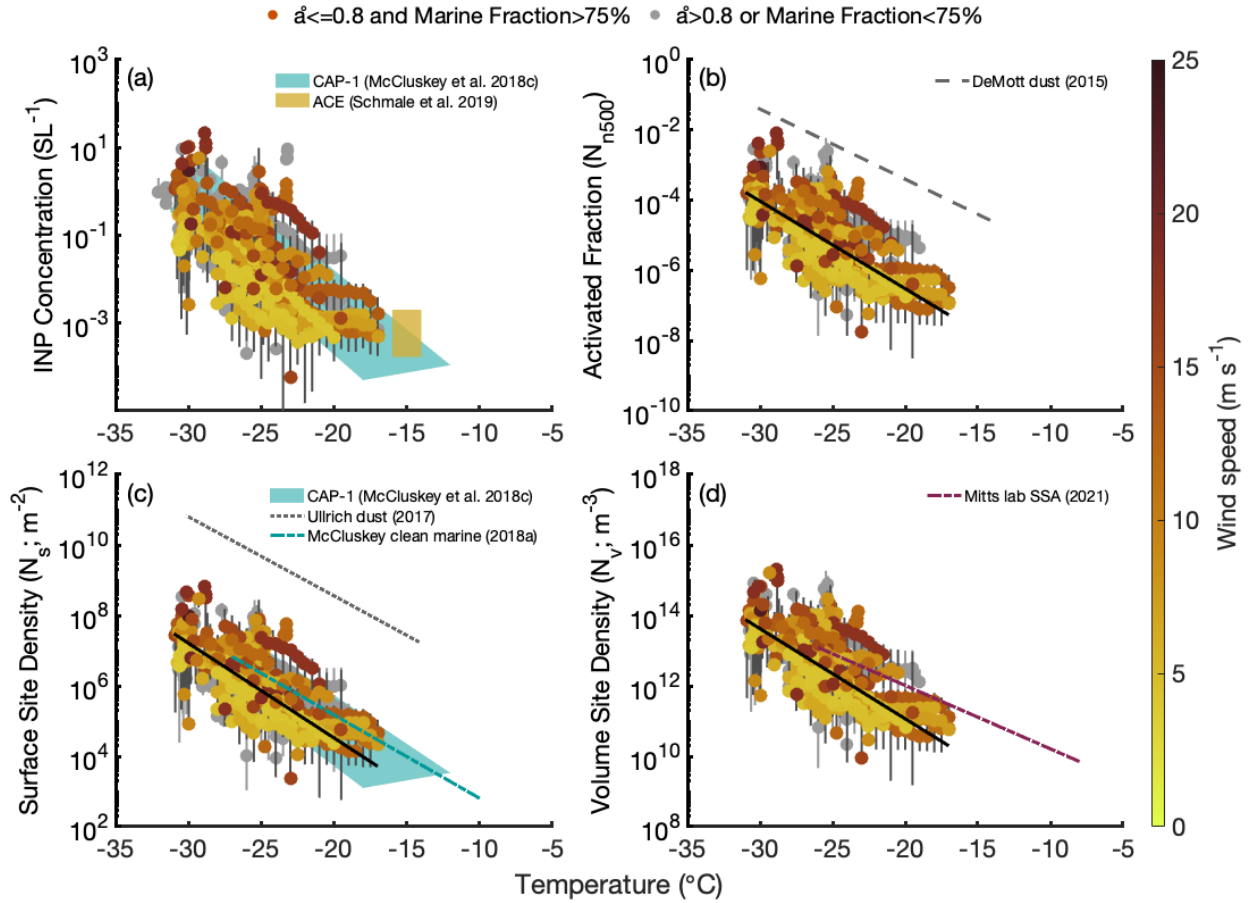 å<=0.8 and Marine Fraction>75% å>0.8 or Marine Fraction<75%
(a)
CAP-1 (McCluskey et al. 2018c)
ACE (Schmale et al. 2019)
INP Concentration (SL⁻¹)
10³
10¹
10⁻¹
10⁻³
-35 -30 -25 -20 -15 -10 -5
(b)
DeMott dust (2015)
Activated Fraction (Nₙ₅₀₀)
10⁰
10⁻²
10⁻⁴
10⁻⁶
10⁻⁸
10⁻¹⁰
-35 -30 -25 -20 -15 -10 -5
(c)
CAP-1 (McCluskey et al. 2018c)
Ullrich dust (2017)
McCluskey clean marine (2018a)
Surface Site Density (Nₛ; m⁻²)
10¹²
10¹⁰
10⁸
10⁶
10⁴
10²
-35 -30 -25 -20 -15 -10 -5
(d)
Mitts lab SSA (2021)
Volume Site Density (Nᵥ; m⁻³)
10¹⁸
10¹⁶
10¹⁴
10¹²
10¹⁰
10⁸
-35 -30 -25 -20 -15 -10 -5
Temperature (°C)
25
20
15
10
5
0
Wind speed (m s⁻¹)